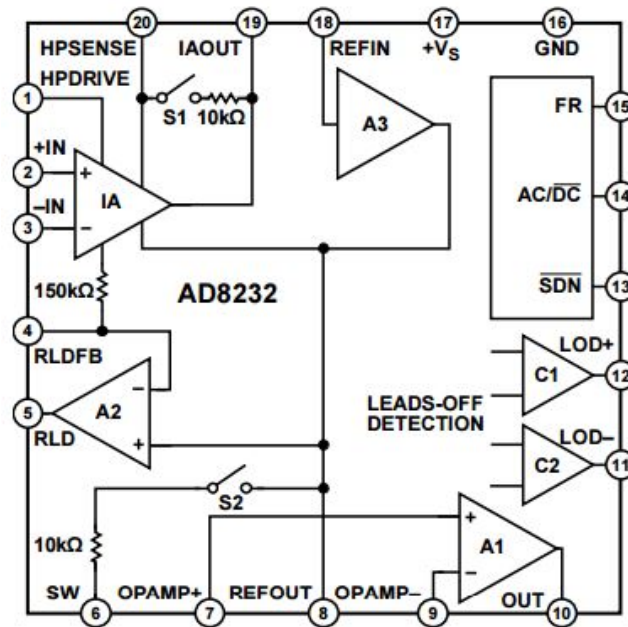 20 19 18 17 16
HPSENSE IAOUT REFIN +VS GND
HPDRIVE
1
S1 10kΩ
A3
FR 15
+IN
2
+
IA
AC/DC 14
–IN
3
–
150kΩ
AD8232
SDN 13
4
RLDFB
LOD+
C1
12
5
RLD
A2
–
+
LEADS-OFF
DETECTION
LOD–
C2
11
S2
10kΩ
+
A1
–
SW OPAMP+ REFOUT OPAMP– OUT
6 7 8 9 10